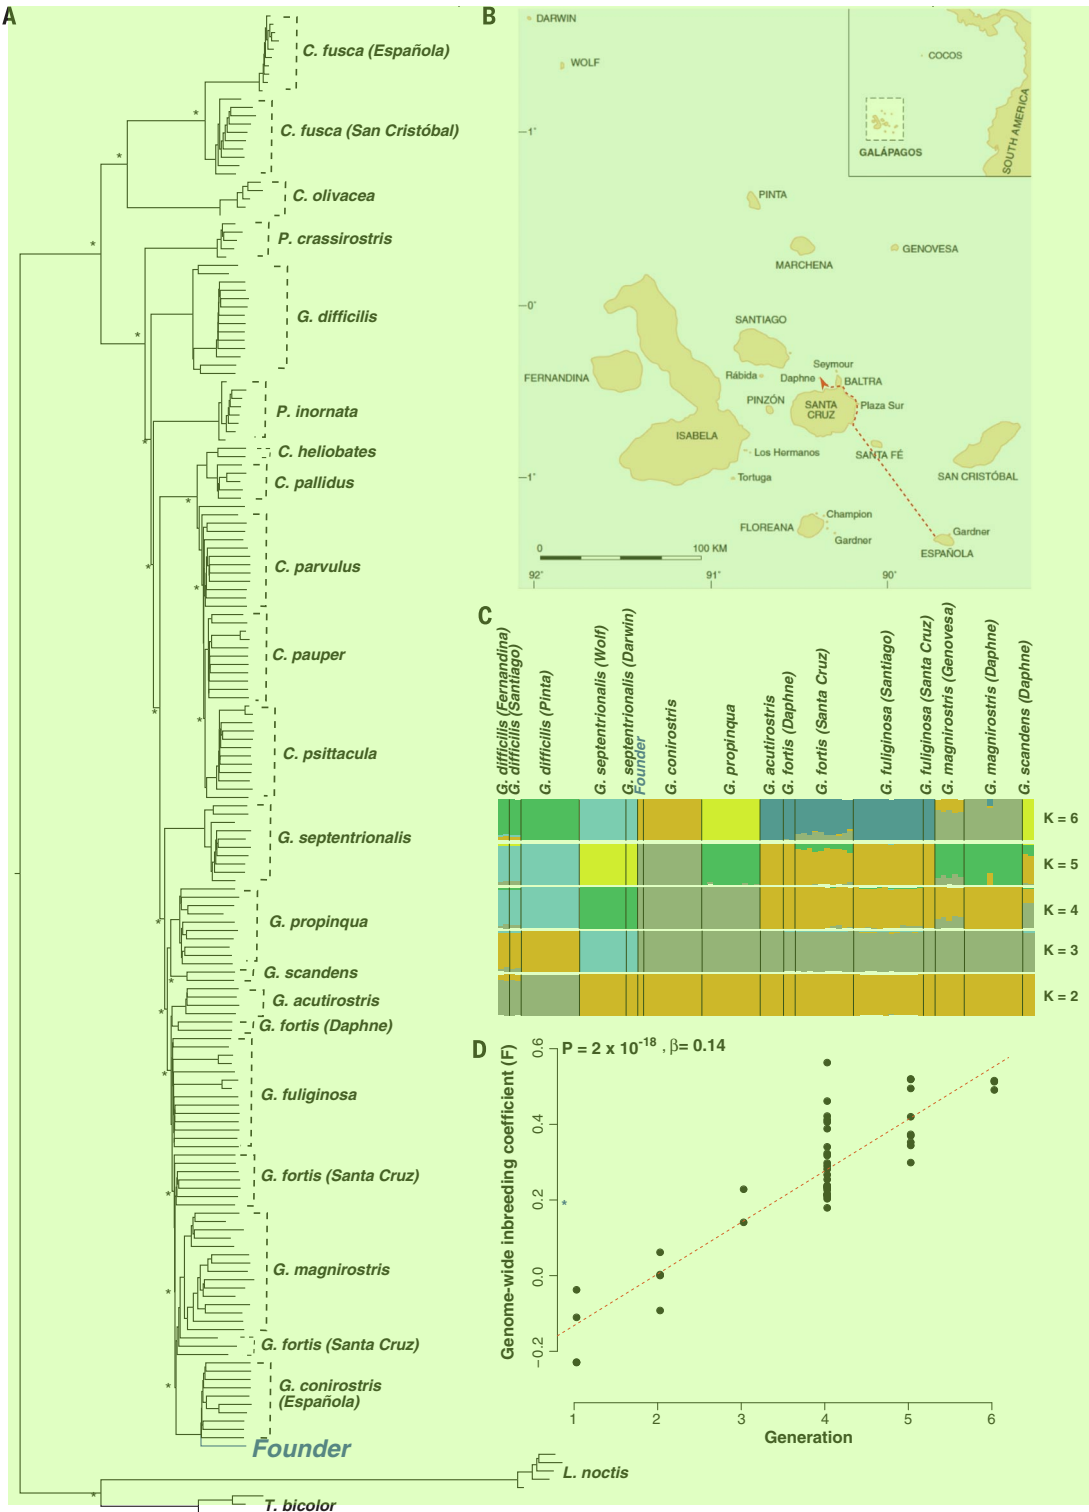 A
C. fusca (Española)
C. fusca (San Cristóbal)
C. olivacea
P. crassirostris
G. difficilis
P. inornata
C. heliobates
C. pallidus
C. parvulus
C. pauper
C. psittacula
G. septentrionalis
G. propinqua
G. scandens
G. acutirostris
G. fortis (Daphne)
G. fuliginosa
G. fortis (Santa Cruz)
G. magnirostris
G. fortis (Santa Cruz)
G. conirostris
(Española)
Founder
L. noctis
T. bicolor
B
DARWIN
WOLF
COCOS
SOUTH AMERICA
GALÁPAGOS
1°
PINTA
MARCHENA
GENOVESA
0°
SANTIAGO
Seymour
FERNANDINA
Rábida
Daphne
BALTRA
PINZÓN
SANTA
CRUZ
Plaza Sur
ISABELA
Los Hermanos
SANTA FÉ
1°
Tortuga
SAN CRISTÓBAL
Champion
FLOREANA
Gardner
Gardner
ESPAÑOLA
0
100 KM
92°
91°
90°
C
G. difficilis (Fernandina)
G. difficilis (Santiago)
G. difficilis (Pinta)
G. septentrionalis (Wolf)
G. septentrionalis (Darwin)
Founder
G. conirostris
G. propinqua
G. acutirostris
G. fortis (Daphne)
G. fortis (Santa Cruz)
G. fuliginosa (Santiago)
G. fuliginosa (Santa Cruz)
G. magnirostris (Genovesa)
G. magnirostris (Daphne)
G. scandens (Daphne)
K = 6
K = 5
K = 4
K = 3
K = 2
D
P = 2 x 10⁻¹⁸ , β= 0.14
Genome-wide inbreeding coefficient (F)
0.6
0.4
0.2
0.0
−0.2
1 2 3 4 5 6
Generation